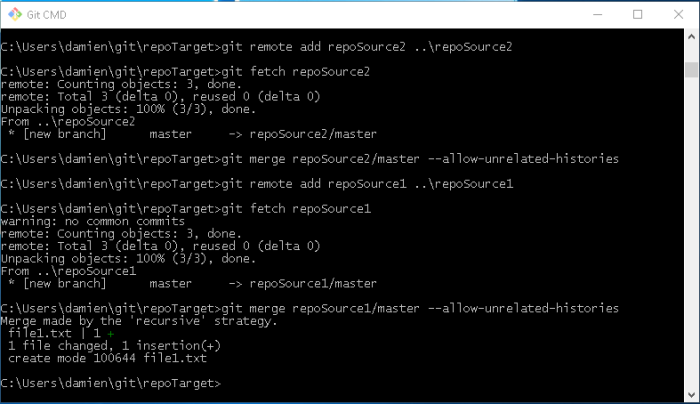 Git CMD
C:\Users\damien\git\repoTarget>git remote add repoSource2 ..\repoSource2
C:\Users\damien\git\repoTarget>git fetch repoSource2
remote: Counting objects: 3, done.
remote: Total 3 (delta 0), reused 0 (delta 0)
Unpacking objects: 100% (3/3), done.
From ..\repoSource2
 * [new branch]      master     -> repoSource2/master
C:\Users\damien\git\repoTarget>git merge repoSource2/master --allow-unrelated-histories
C:\Users\damien\git\repoTarget>git remote add repoSource1 ..\repoSource1
C:\Users\damien\git\repoTarget>git fetch repoSource1
warning: no common commits
remote: Counting objects: 3, done.
remote: Total 3 (delta 0), reused 0 (delta 0)
Unpacking objects: 100% (3/3), done.
From ..\repoSource1
 * [new branch]      master     -> repoSource1/master
C:\Users\damien\git\repoTarget>git merge repoSource1/master --allow-unrelated-histories
Merge made by the 'recursive' strategy.
 file1.txt | 1 +
 1 file changed, 1 insertion(+)
 create mode 100644 file1.txt
C:\Users\damien\git\repoTarget>